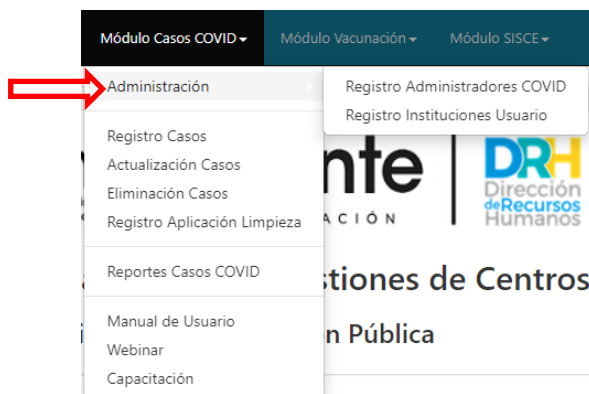 Módulo Casos COVID
Módulo Vacunación
Módulo SISCE
Administración
Registro Administradores COVID
Registro Instituciones Usuario
Registro Casos
Actualización Casos
Eliminación Casos
Registro Aplicación Limpieza
Reportes Casos COVID
Manual de Usuario
Webinar
Capacitación
nte
ACIÓN
DRH
Dirección
de Recursos
Humanos
stiones de Centros
n Pública